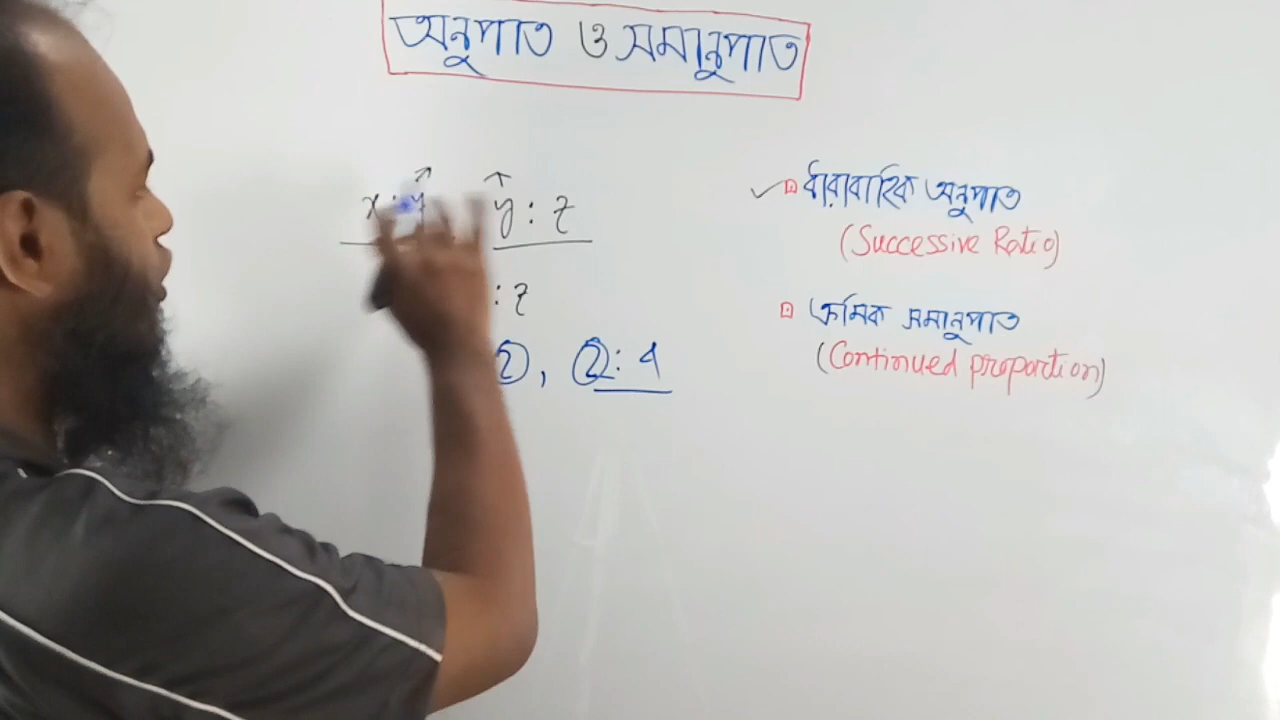 অনুপাত ও সমানুপাত
x : y y : z
: z
2, 2 : 4
ধারাবাহিক অনুপাত
(Successive Ratio)
ক্রমিক সমানুপাত
(Continued proportion)